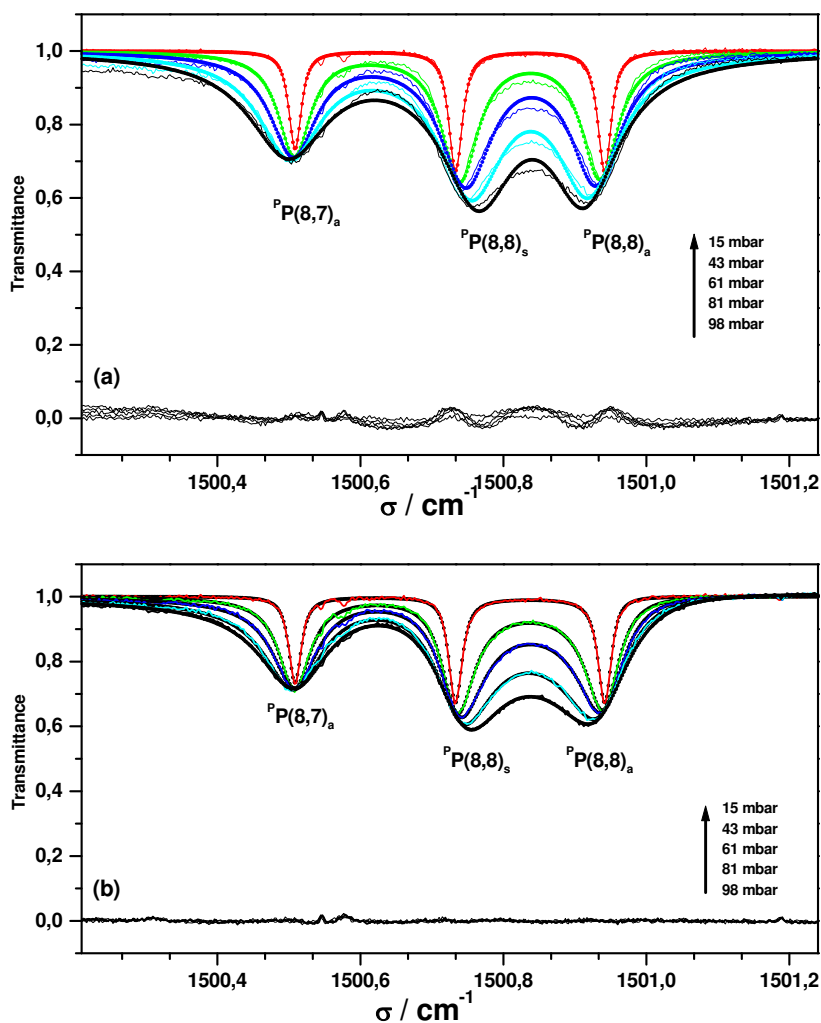 1,0
0,8
0,6
0,4
0,2
0,0
Transmittance
PP(8,7)a
PP(8,8)s
PP(8,8)a
15 mbar
43 mbar
61 mbar
81 mbar
98 mbar
(a)
1500,4 1500,6 1500,8 1501,0 1501,2
σ / cm-1
1,0
0,8
0,6
0,4
0,2
0,0
Transmittance
PP(8,7)a
PP(8,8)s
PP(8,8)a
15 mbar
43 mbar
61 mbar
81 mbar
98 mbar
(b)
1500,4 1500,6 1500,8 1501,0 1501,2
σ / cm-1